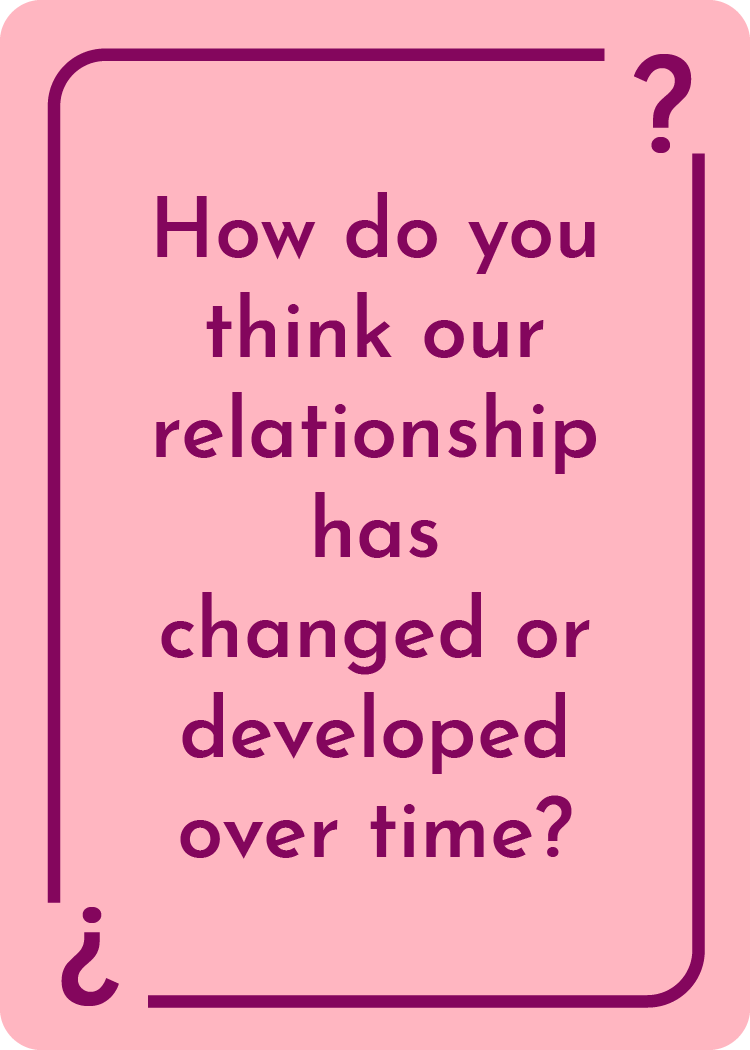 ?
How do you
think our
relationship
has
changed or
developed
over time?
¿